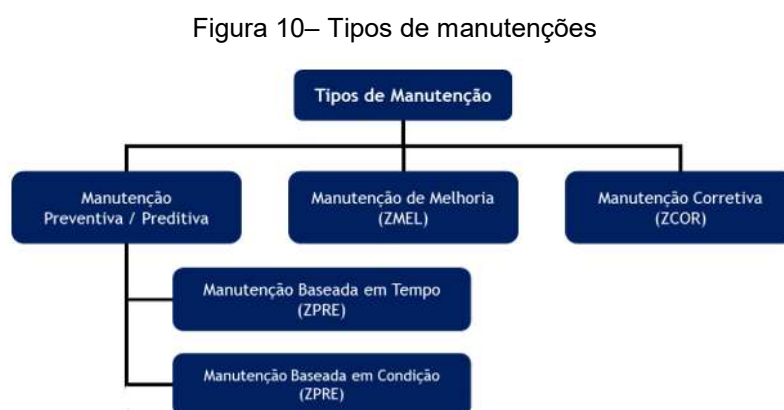 Figura 10– Tipos de manutenções
Tipos de Manutenção
Manutenção
Preventiva / Preditiva
Manutenção de Melhoria
(ZMEL)
Manutenção Corretiva
(ZCOR)
Manutenção Baseada em Tempo
(ZPRE)
Manutenção Baseada em Condição
(ZPRE)